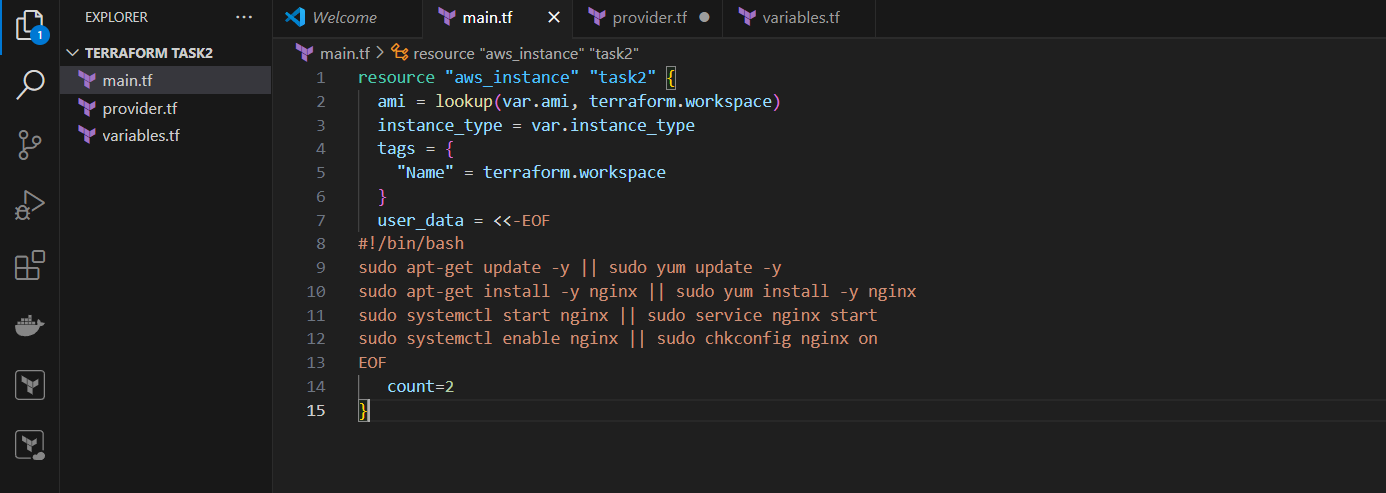 EXPLORER
...
TERRAFORM TASK2
main.tf
provider.tf
variables.tf
1
Welcome
main.tf
provider.tf
variables.tf
main.tf > resource "aws_instance" "task2"
1 resource "aws_instance" "task2" {
2   ami = lookup(var.ami, terraform.workspace)
3   instance_type = var.instance_type
4   tags = {
5     "Name" = terraform.workspace
6   }
7   user_data = <<-EOF
8 #!/bin/bash
9 sudo apt-get update -y || sudo yum update -y
10 sudo apt-get install -y nginx || sudo yum install -y nginx
11 sudo systemctl start nginx || sudo service nginx start
12 sudo systemctl enable nginx || sudo chkconfig nginx on
13 EOF
14    count=2
15 }